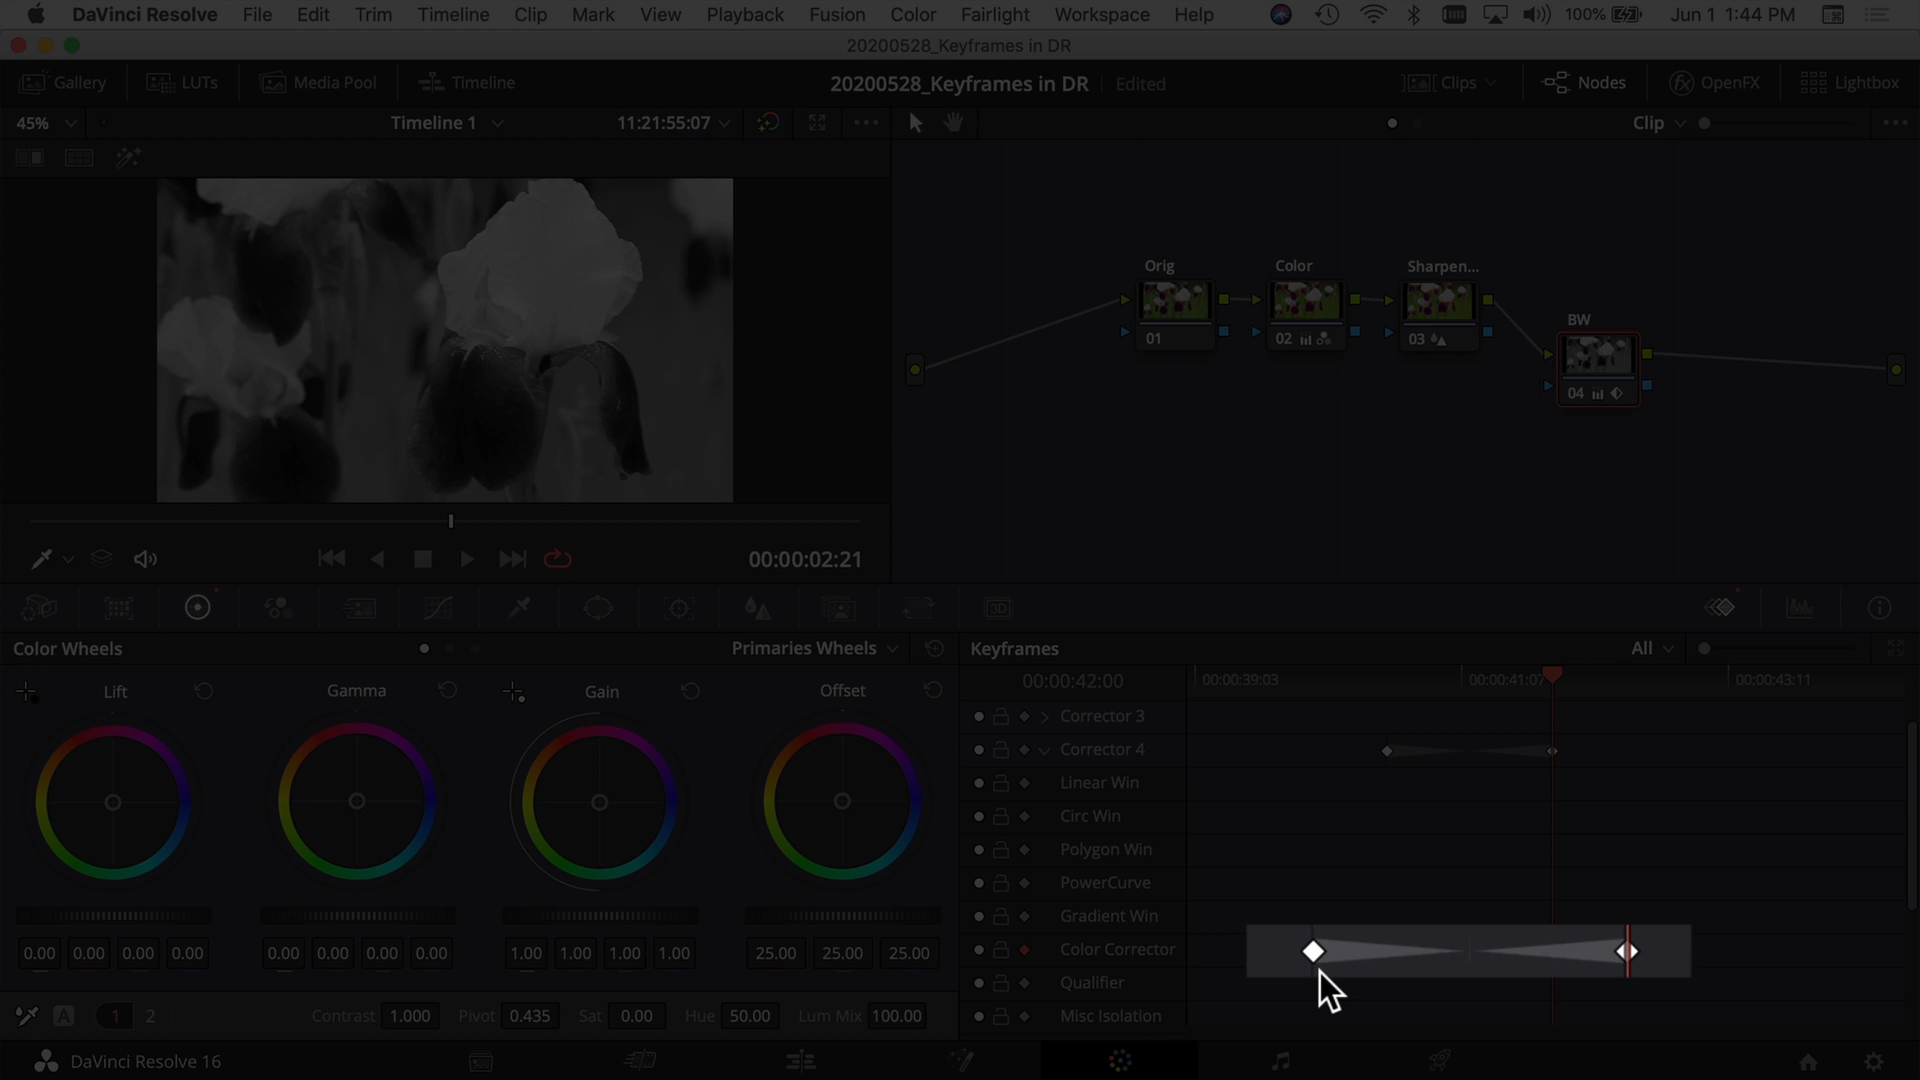 DaVinci Resolve File Edit Trim Timeline Clip Mark View Playback Fusion Color Fairlight Workspace Help 100% Jun 1 1:44 PM
20200528_Keyframes in DR
Gallery LUTs Media Pool Timeline 20200528_Keyframes in DR Edited Clips Nodes OpenFX Lightbox
45% Timeline 1 11:21:55:07 Clip
Orig Color Sharpen...
BW
01 02 03
04
00:00:02:21
3D
Color Wheels Primaries Wheels Keyframes All
00:00:42:00 00:00:39:03 00:00:41:07 00:00:43:11
Lift Gamma Gain Offset
Corrector 3
Corrector 4
Linear Win
Circ Win
Polygon Win
PowerCurve
Gradient Win
Color Corrector
Qualifier
Misc Isolation
0.00 0.00 0.00 0.00 0.00 0.00 0.00 0.00 1.00 1.00 1.00 1.00 25.00 25.00 25.00
A 1 2 Contrast 1.000 Pivot 0.435 Sat 0.00 Hue 50.00 Lum Mix 100.00
DaVinci Resolve 16